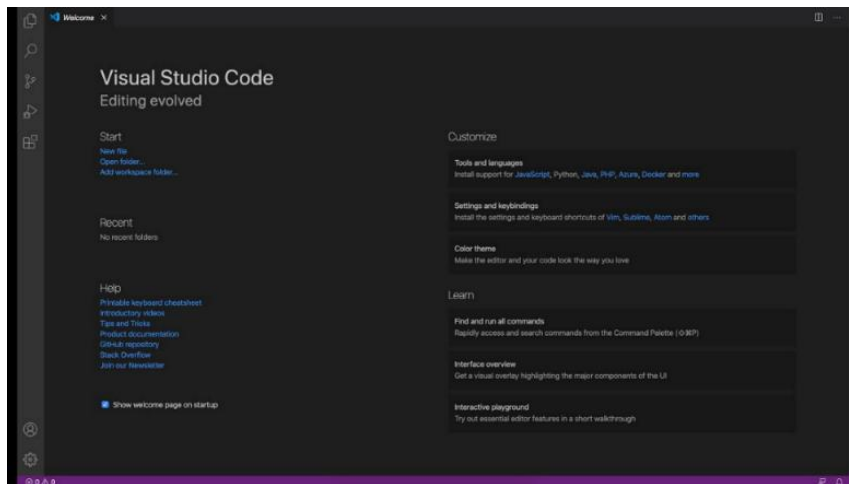 Welcome
Visual Studio Code
Editing evolved
Start
New file
Open folder...
Add workspace folder...
Recent
No recent folders
Help
Printable keyboard cheatsheet
Introductory videos
Tips and Tricks
Product documentation
GitHub repository
Stack Overflow
Join our Newsletter
Show welcome page on startup
Customize
Tools and languages
Install support for JavaScript, Python, Java, PHP, Azure, Docker and more
Settings and keybindings
Install the settings and keyboard shortcuts of Vim, Sublime, Atom and others
Color theme
Make the editor and your code look the way you love
Learn
Find and run all commands
Rapidly access and search commands from the Command Palette (⇧⌘P)
Interface overview
Get a visual overlay highlighting the major components of the UI
Interactive playground
Try out essential editor features in a short walkthrough
0 0